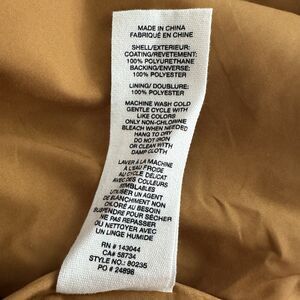 MADE IN CHINA
FABRIQUÉ EN CHINE
SHELL/EXTERIEUR:
COATING/REVETEMENT:
100% POLYURETHANE
BACKING/ENVERSE:
100% POLYESTER
LINING/ DOUBLURE:
100% POLYESTER
MACHINE WASH COLD
GENTLE CYCLE WITH
LIKE COLORS
ONLY NON-CHLORINE
BLEACH WHEN NEEDED
HANG TO DRY
DO NOT IRON
OR CLEAN WITH
DAMP CLOTH
LAVER À LA MACHINE
À L'EAU FROIDE
AU CYCLE DÉLICAT
AVEC DES COULEURS
SEMBLABLES
UTILISER UN AGENT
DE BLANCHIMENT NON
CHLORÉ AU BESOIN
SUSPENDRE POUR SÉCHER
NE PAS REPASSER
OU NETTOYER AVEC
UN LINGE HUMIDE
RN # 143044
CA# 58734
STYLE NO.: 80235
PO # 24898